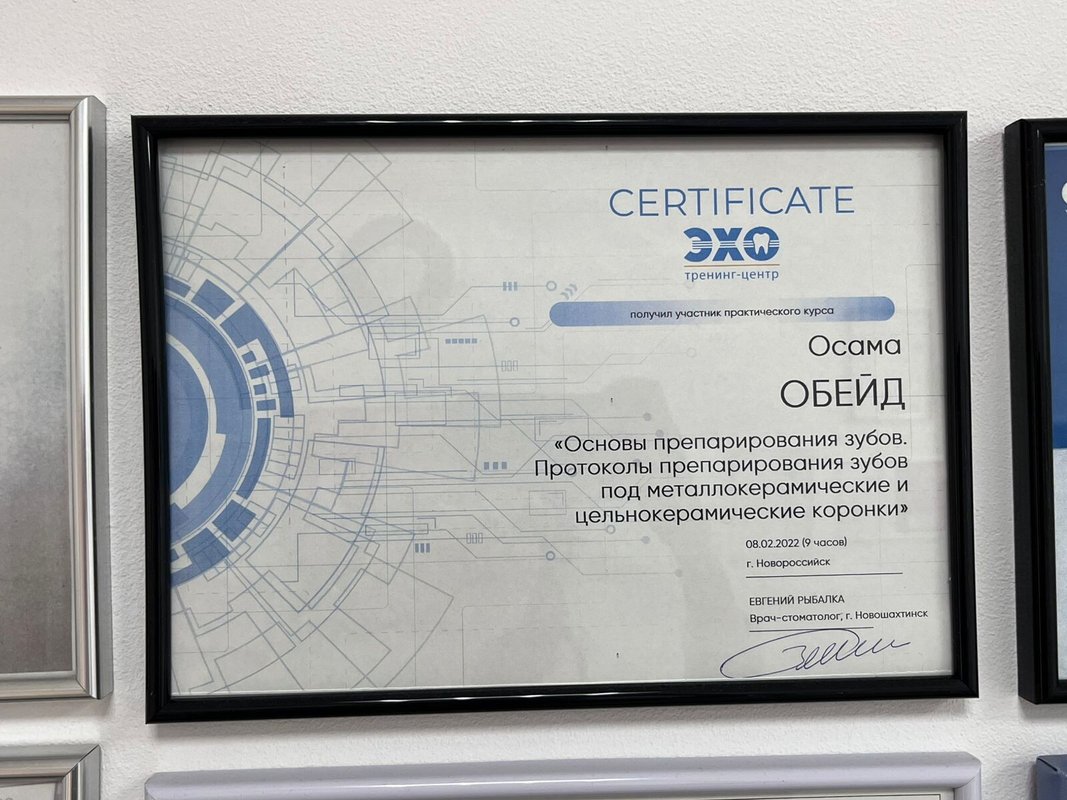 CERTIFICATE
ЭХО
тренинг-центр
получил участник практического курса
Осама
ОБЕЙД
«Основы препарирования зубов.
Протоколы препарирования зубов
под металлокерамические и
цельнокерамические коронки»
08.02.2022 (9 часов)
г. Новороссийск
ЕВГЕНИЙ РЫБАЛКА
Врач-стоматолог, г. Новошахтинск